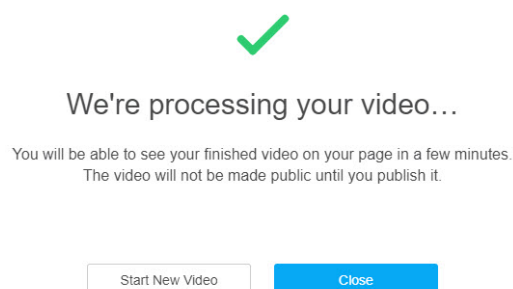 We're processing your video…
You will be able to see your finished video on your page in a few minutes.
The video will not be made public until you publish it.
Start New Video
Close